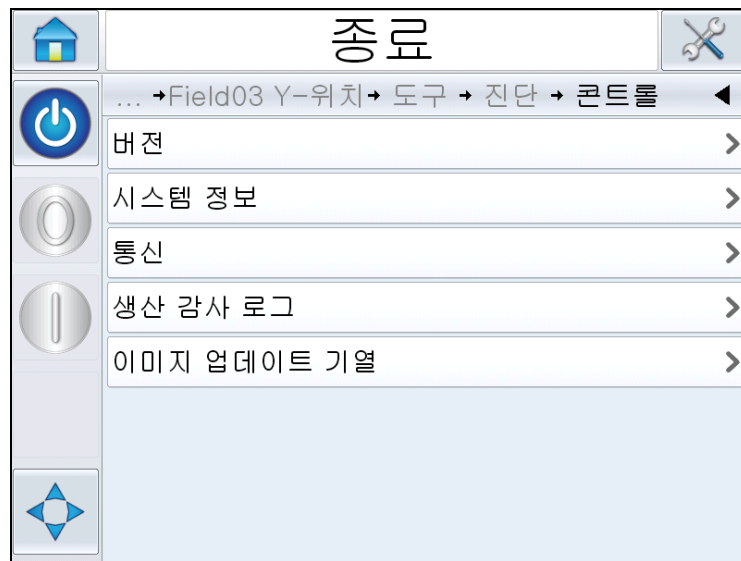 종료
... →Field03 Y-위치→ 도구 → 진단 → 콘트롤 ◀
버전
시스템 정보
통신
생산 감사 로그
이미지 업데이트 기열